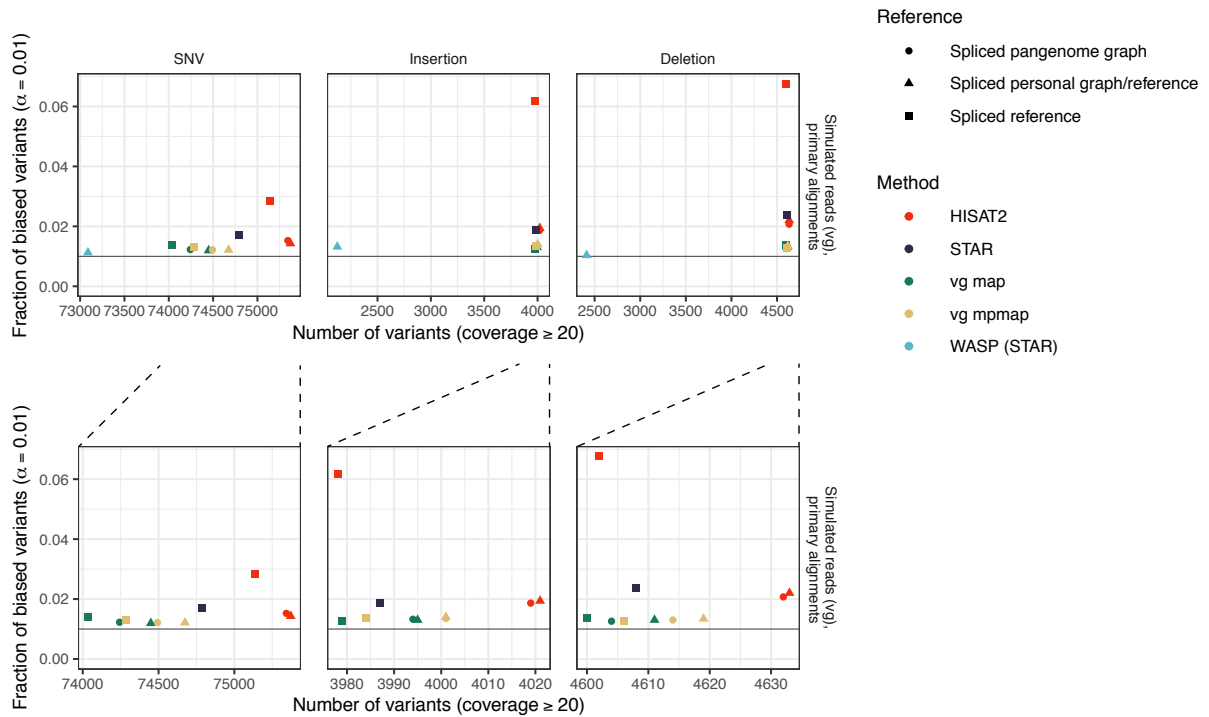 SNV
Insertion
Deletion
Fraction of biased variants (α = 0.01)
0.06
0.04
0.02
0.00
73000 73500 74000 74500 75000
2500 3000 3500 4000
2500 3000 3500 4000 4500
Number of variants (coverage ≥ 20)
Simulated reads (vg),
primary alignments
Fraction of biased variants (α = 0.01)
0.06
0.04
0.02
0.00
74000 74500 75000
3980 3990 4000 4010 4020
4600 4610 4620 4630
Number of variants (coverage ≥ 20)
Simulated reads (vg),
primary alignments
Reference
Spliced pangenome graph
Spliced personal graph/reference
Spliced reference
Method
HISAT2
STAR
vg map
vg mpmap
WASP (STAR)